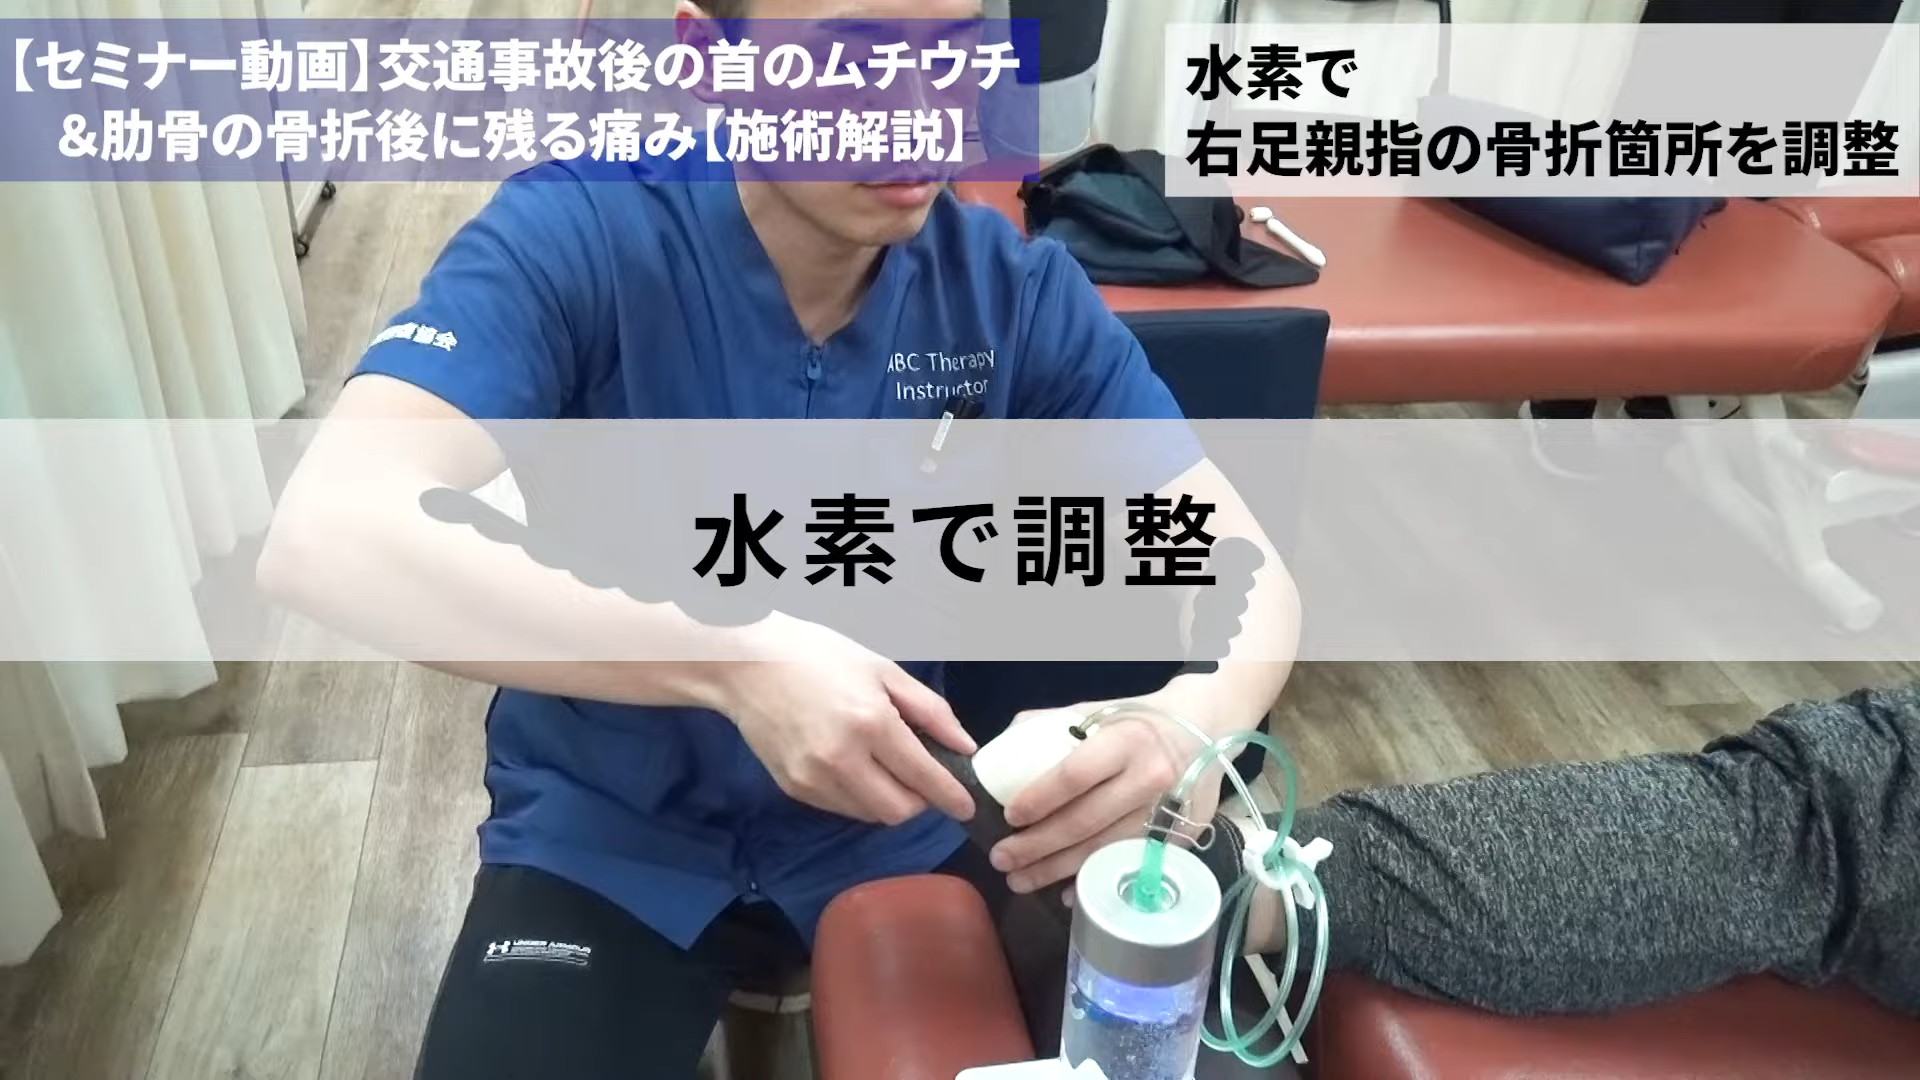 【セミナー動画】交通事故後の首のムチウチ
&肋骨の骨折後に残る痛み【施術解説】
水素で
右足親指の骨折箇所を調整
ABC Therapy
Instructor
水素で調整
UNDER ARMOUR